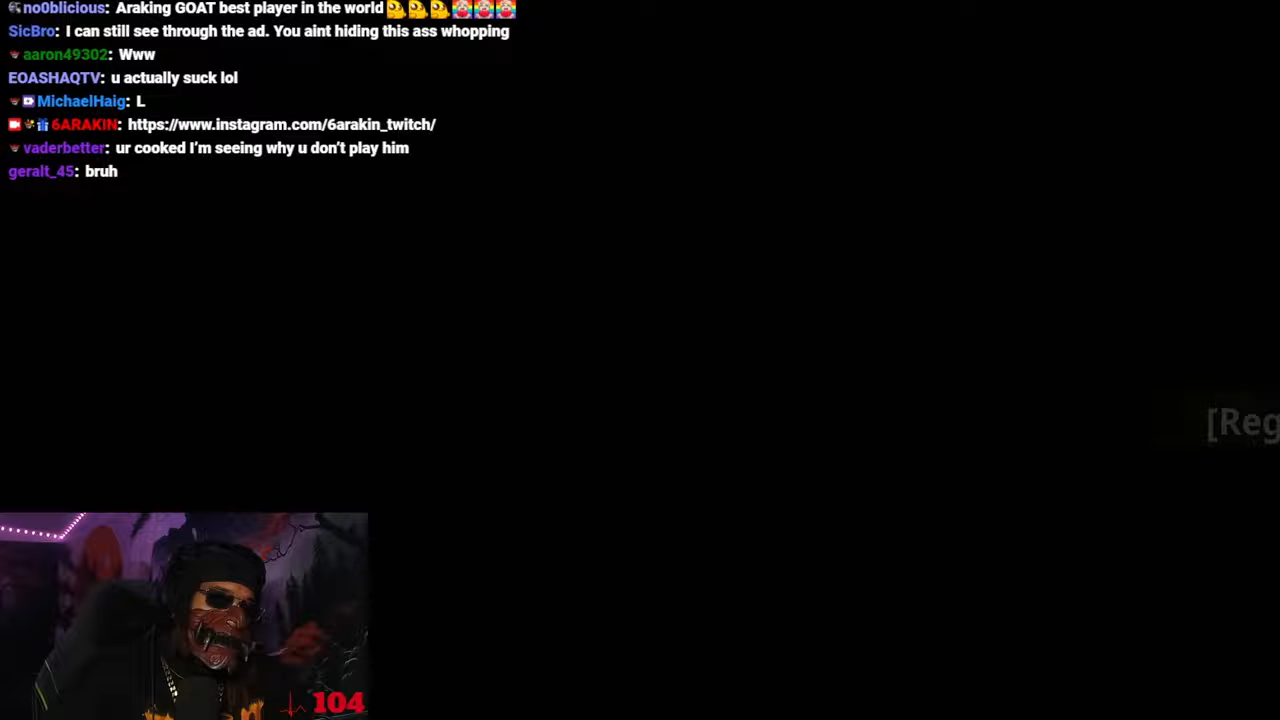 no0blicious: Araking GOAT best player in the world
SicBro: I can still see through the ad. You aint hiding this ass whopping
aaron49302: Www
EOASHAQTV: u actually suck lol
MichaelHaig: L
6ARAKIN: https://www.instagram.com/6arakin_twitch/
vaderbetter: ur cooked I’m seeing why u don’t play him
geralt_45: bruh
[Reg
104